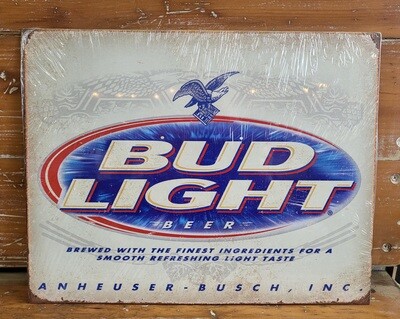 BUD
LIGHT®
BEER
BREWED WITH THE FINEST INGREDIENTS FOR A
SMOOTH REFRESHING LIGHT TASTE
ANHEUSER-BUSCH, INC.